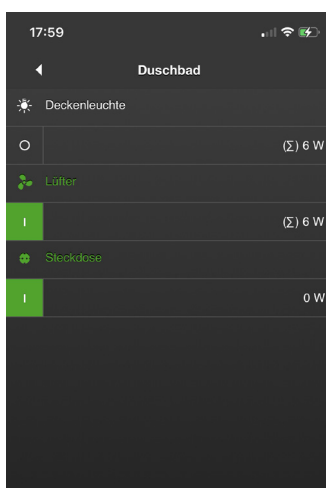 17:59
Duschbad
Deckenleuchte
(Σ) 6 W
Lüfter
I
(Σ) 6 W
Steckdose
I
0 W